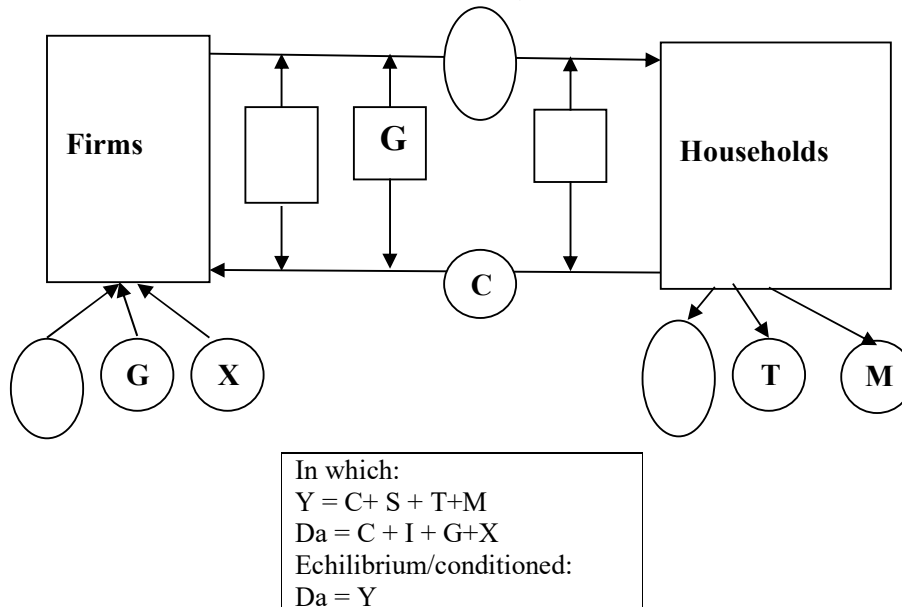 G
Firms
Households
C
G
X
T
M
In which:
Y = C+ S + T+M
Da = C + I + G+X
Echilibrium/conditioned:
Da = Y